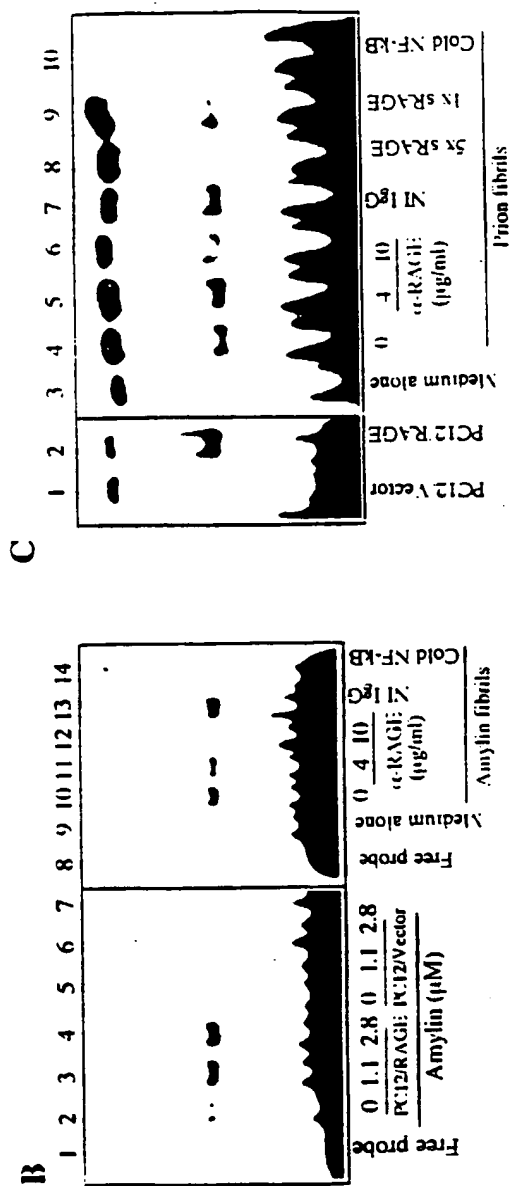 B
1 2 3 4 5 6 7 8 9 10 11 12 13 14
Free probe
0 1.1 2.8 0 1.1 2.8
PC12/RAGE PC12/Vector
Amylin (µM)
Free probe
Medium alone
0 4 10
α-RAGE
(µg/ml)
NI IgG
Cold NF-kB
Amylin fibrils
C
1 2 3 4 5 6 7 8 9 10
PC12/Vector
PC12/RAGE
Medium alone
0 4 10
α-RAGE
(µg/ml)
NI IgG
5x sRAGE
1x sRAGE
Cold NF-kB
Prion fibrils